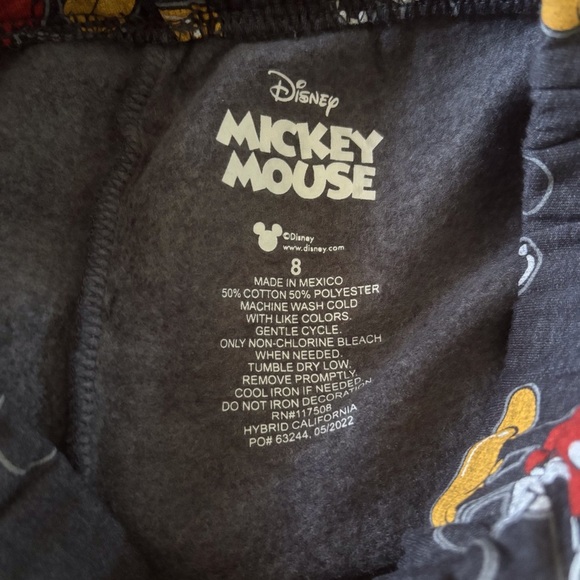 Disney
MICKEY
MOUSE
©Disney
www.disney.com
8
MADE IN MEXICO
50% COTTON 50% POLYESTER
MACHINE WASH COLD
WITH LIKE COLORS.
GENTLE CYCLE.
ONLY NON-CHLORINE BLEACH
WHEN NEEDED.
TUMBLE DRY LOW.
REMOVE PROMPTLY.
COOL IRON IF NEEDED.
DO NOT IRON DECORATION
RN#117508
HYBRID CALIFORNIA
PO# 63244, 05/2022